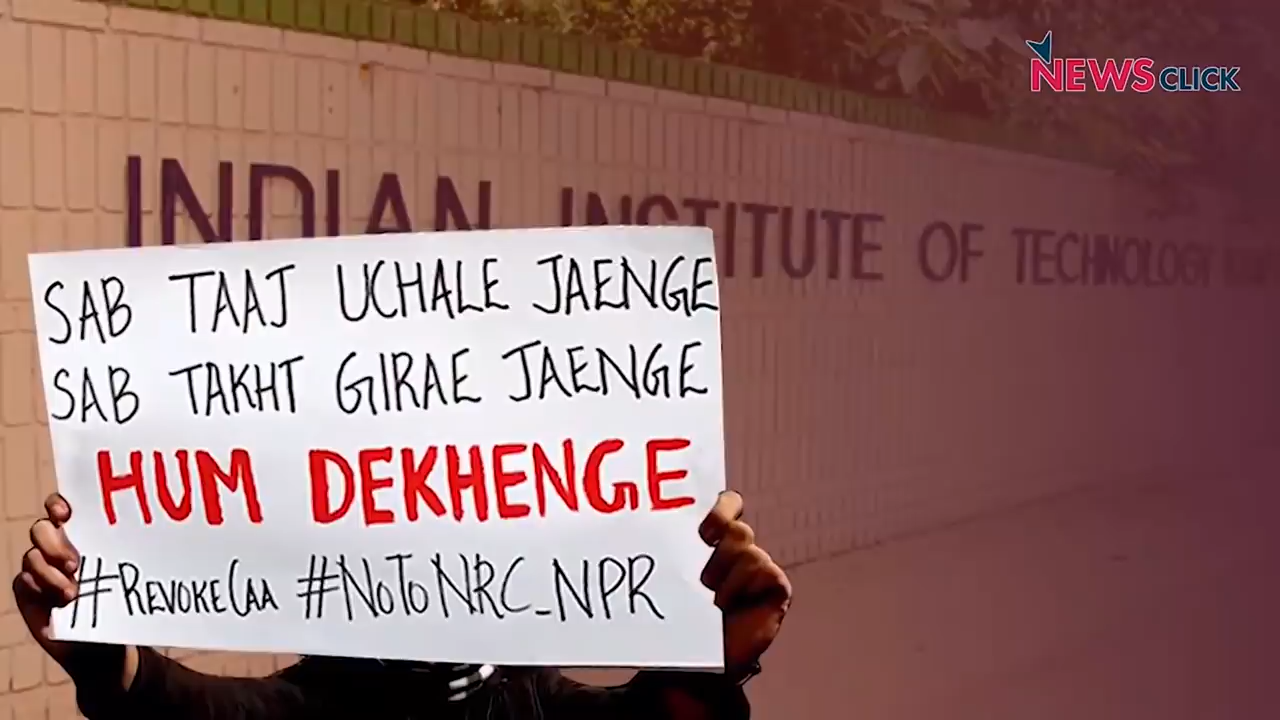 NEWSCLICK
INDIAN INSTITUTE OF TECHNOLOGY
SAB TAAJ UCHALE JAENGE
SAB TAKHT GIRAE JAENGE
HUM DEKHENGE
#REVOKECAA #NOTONRC_NPR